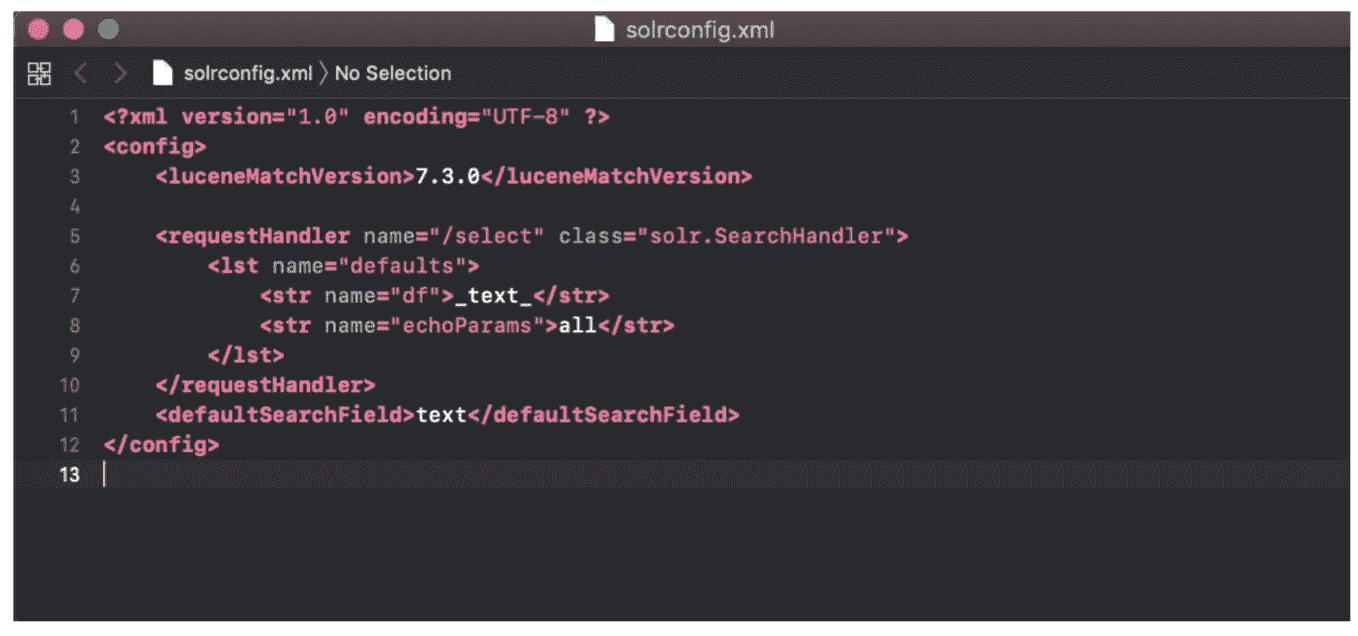 solrconfig.xml
solrconfig.xml 〉 No Selection
1 <?xml version="1.0" encoding="UTF-8" ?>
2 <config>
3     <luceneMatchVersion>7.3.0</luceneMatchVersion>
4
5     <requestHandler name="/select" class="solr.SearchHandler">
6         <lst name="defaults">
7             <str name="df">_text_</str>
8             <str name="echoParams">all</str>
9         </lst>
10     </requestHandler>
11     <defaultSearchField>text</defaultSearchField>
12 </config>
13